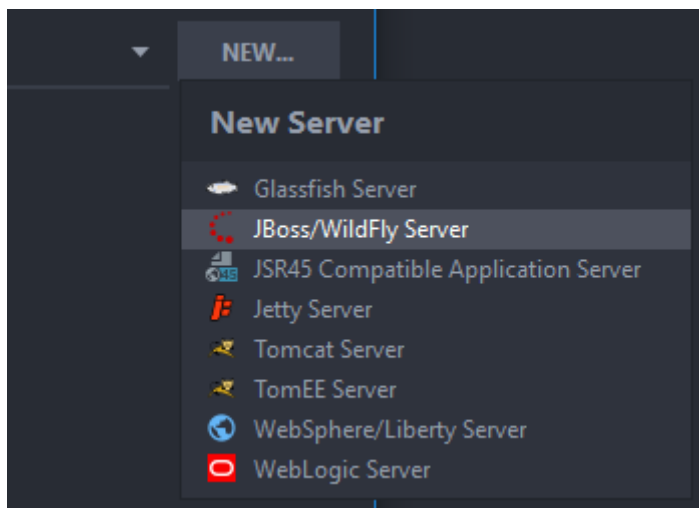 NEW...
New Server
Glassfish Server
JBoss/WildFly Server
45
JSR45 Compatible Application Server
Jetty Server
Tomcat Server
TomEE Server
WebSphere/Liberty Server
WebLogic Server